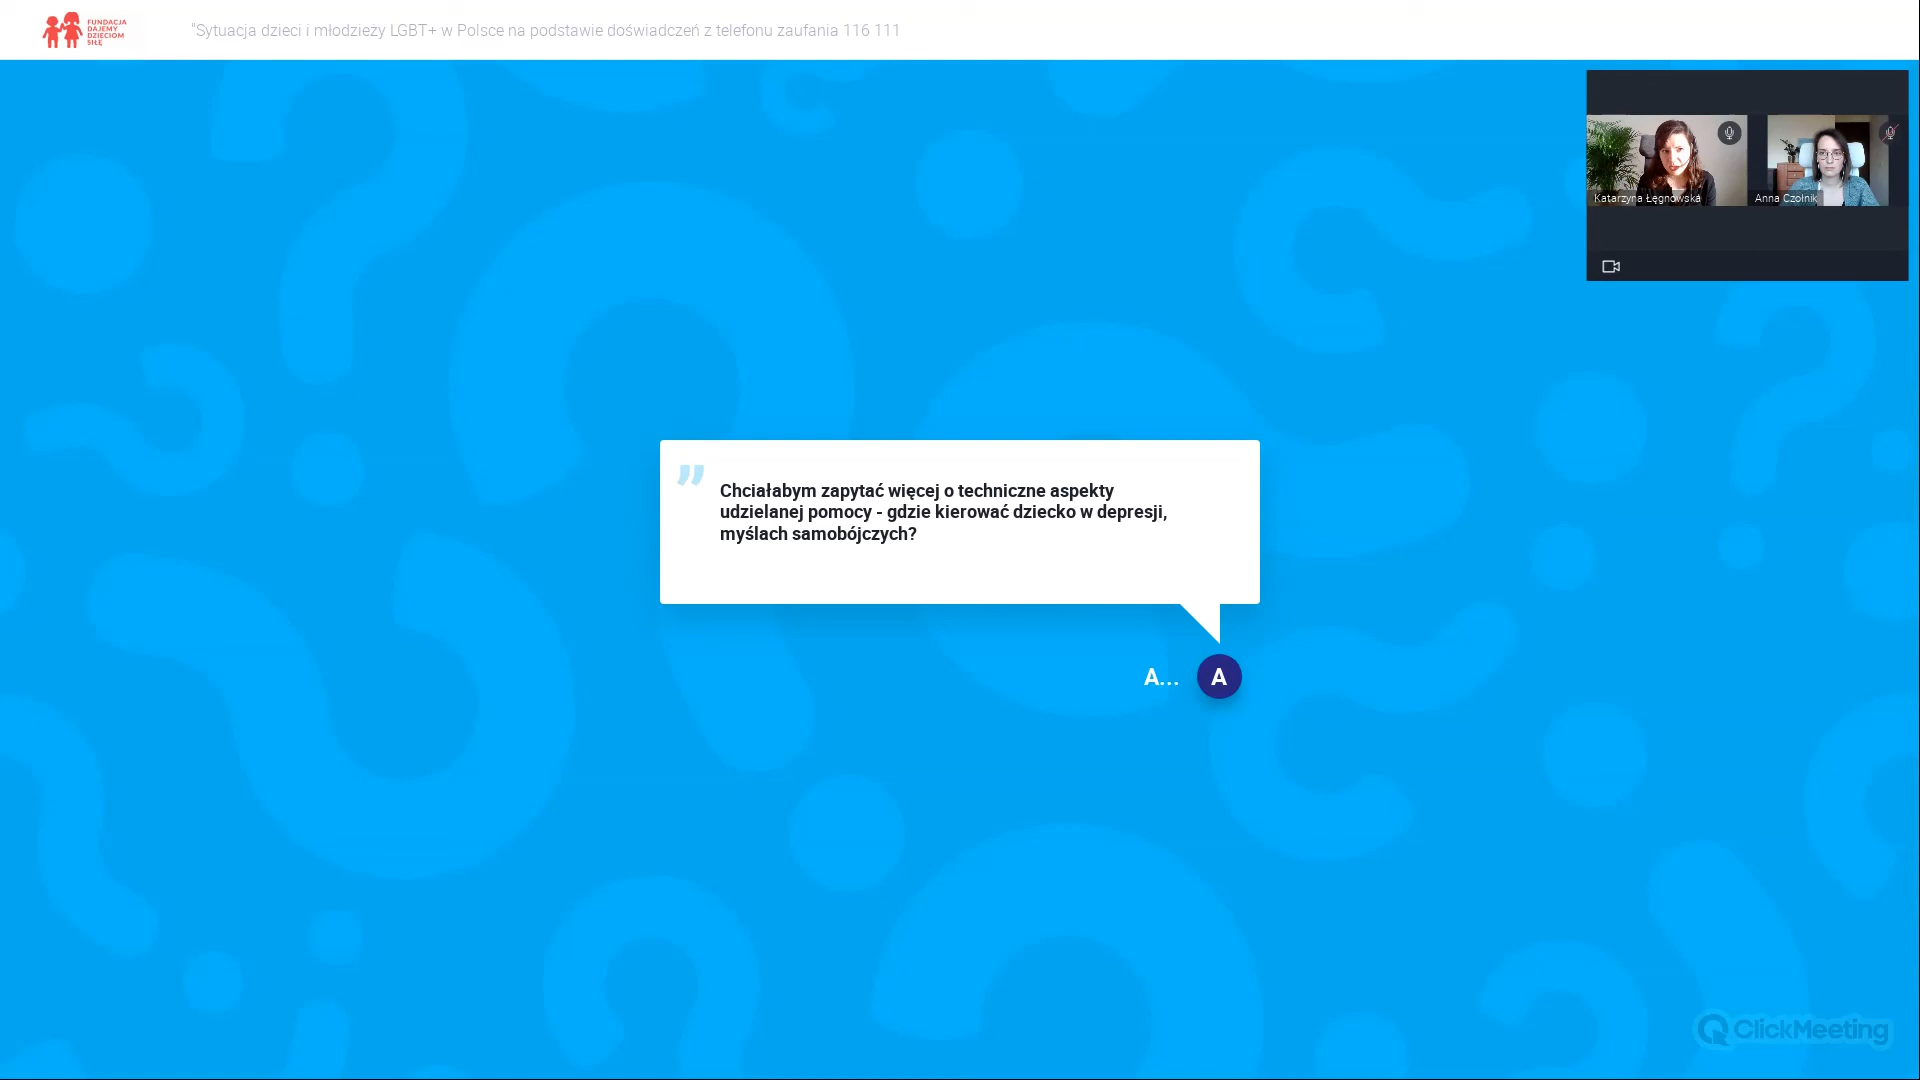 FUNDACJA
DAJEMY
DZIECIOM
SIŁĘ
"Sytuacja dzieci i młodzieży LGBT+ w Polsce na podstawie doświadczeń z telefonu zaufania 116 111
Katarzyna Łęgnowska
Anna Czołnik
Chciałabym zapytać więcej o techniczne aspekty
udzielanej pomocy - gdzie kierować dziecko w depresji,
myślach samobójczych?
A...
A
ClickMeeting